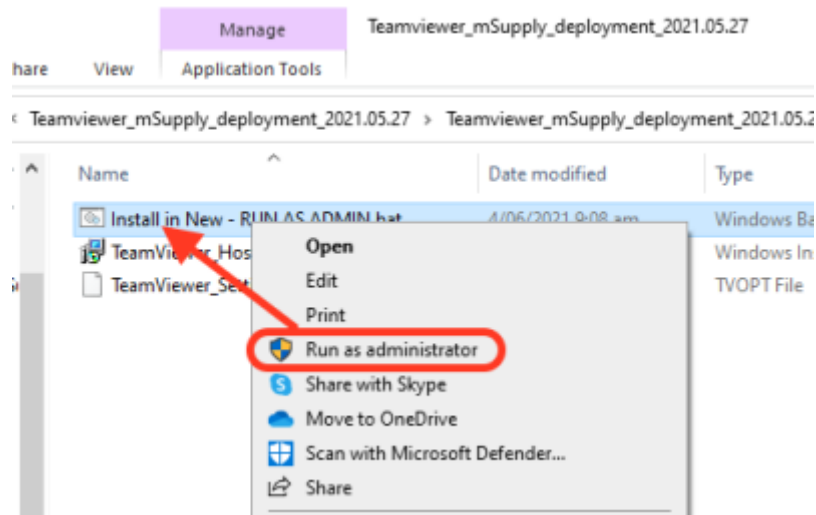 Manage Teamviewer_mSupply_deployment_2021.05.27
hare View Application Tools
Teamviewer_mSupply_deployment_2021.05.27 > Teamviewer_mSupply_deployment_2021.05.2
Name Date modified Type
Install in New - RUN AS ADMIN.bat 4/06/2021 9:08 am Windows Ba
TeamViewer_Hos Windows In
TeamViewer_Sett TVOPT File
Open
Edit
Print
Run as administrator
Share with Skype
Move to OneDrive
Scan with Microsoft Defender...
Share